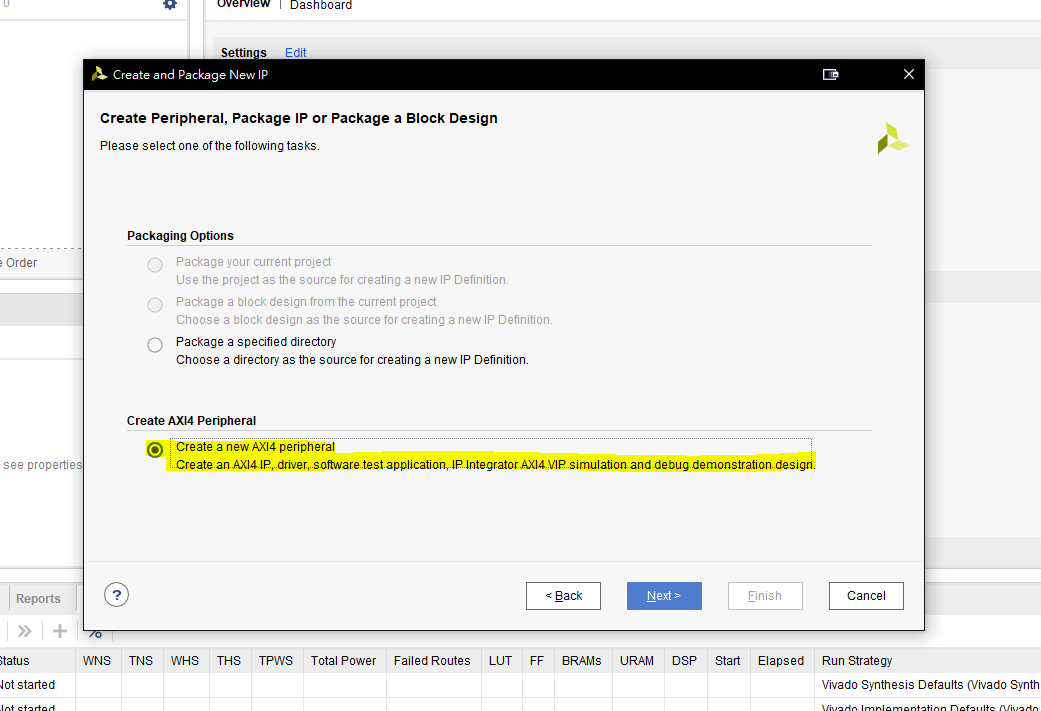 0
Overview | Dashboard
Settings Edit
Create and Package New IP
Create Peripheral, Package IP or Package a Block Design
Please select one of the following tasks.
Packaging Options
Package your current project
Use the project as the source for creating a new IP Definition.
Package a block design from the current project
Choose a block design as the source for creating a new IP Definition.
e Order
Package a specified directory
Choose a directory as the source for creating a new IP Definition.
Create AXI4 Peripheral
Create a new AXI4 peripheral
see properties
Create an AXI4 IP, driver, software test application, IP Integrator AXI4 VIP simulation and debug demonstration design.
? < Back Next > Finish Cancel
Reports
Status WNS TNS WHS THS TPWS Total Power Failed Routes LUT FF BRAMs URAM DSP Start Elapsed Run Strategy
Not started Vivado Synthesis Defaults (Vivado Synth
Not started Vivado Implementation Defaults (Vivado